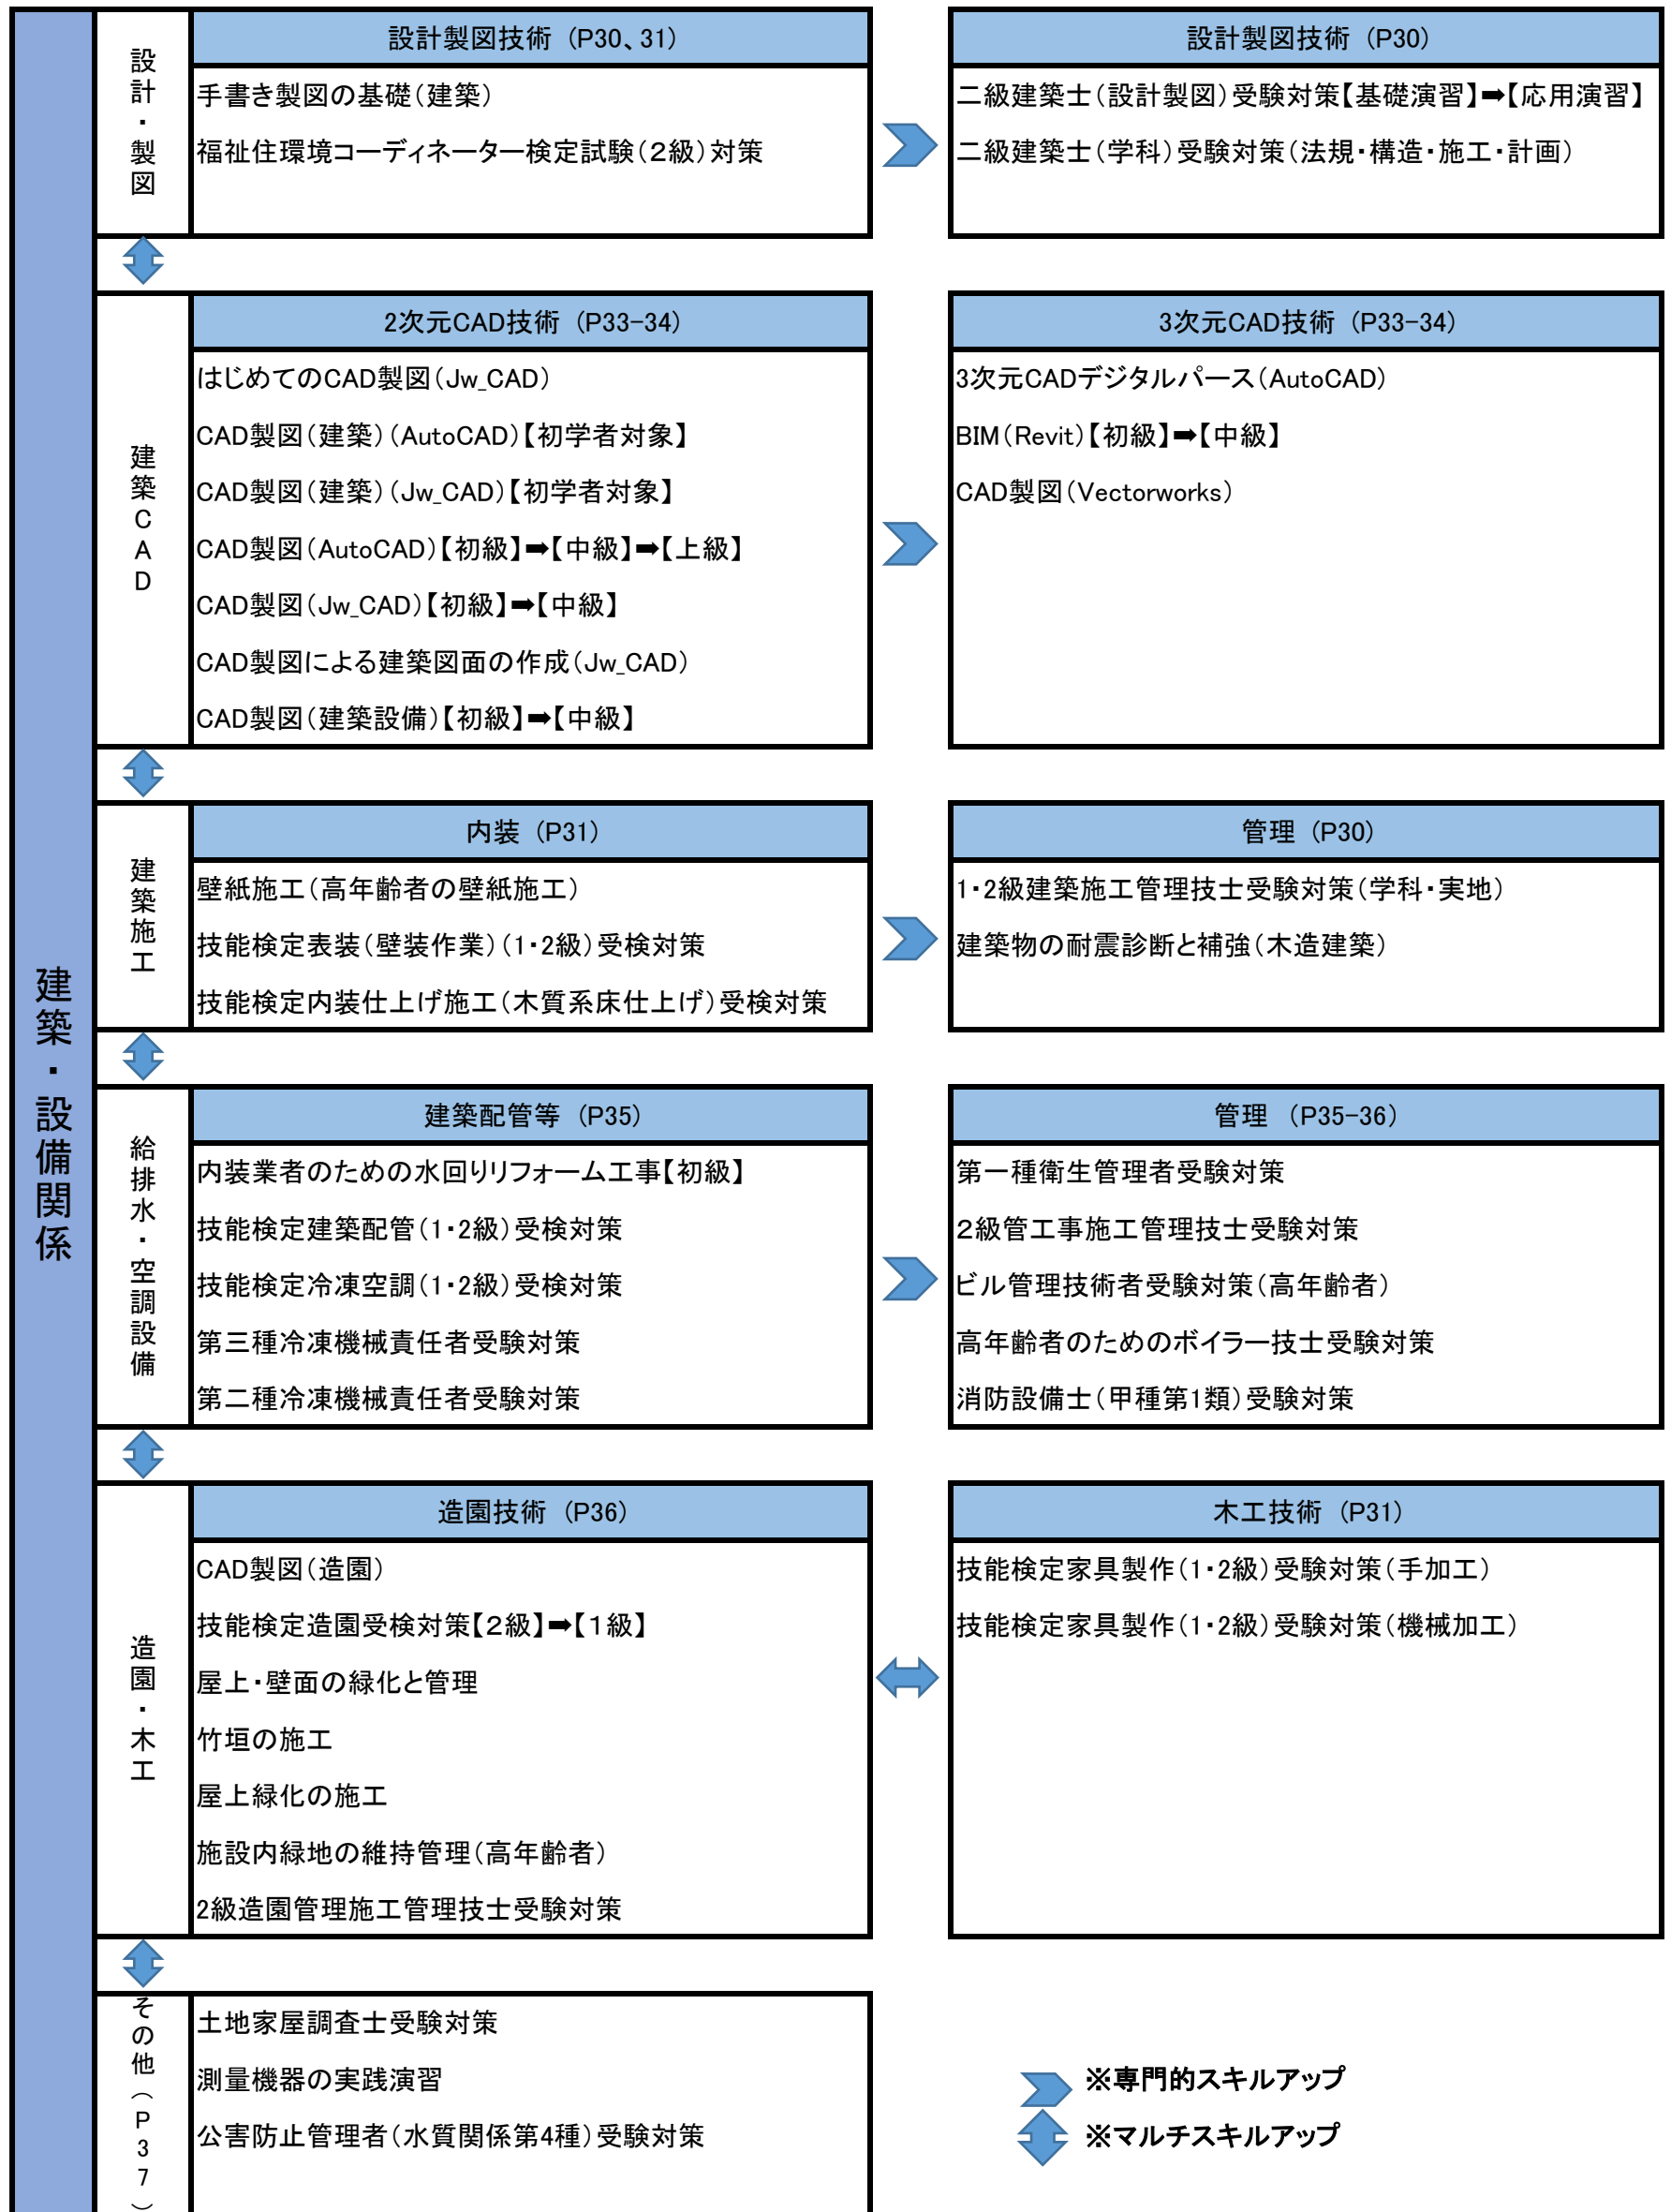 建築・設備関係
設計・製図
設計製図技術（P30、31）
手書き製図の基礎（建築）
福祉住環境コーディネーター検定試験（２級）対策
設計製図技術（P30）
二級建築士（設計製図）受験対策【基礎演習】➡【応用演習】
二級建築士（学科）受験対策（法規・構造・施工・計画）
建築CAD
2次元CAD技術（P33-34）
はじめてのCAD製図（Jw_CAD）
CAD製図（建築）（AutoCAD）【初学者対象】
CAD製図（建築）（Jw_CAD）【初学者対象】
CAD製図（AutoCAD）【初級】➡【中級】➡【上級】
CAD製図（Jw_CAD）【初級】➡【中級】
CAD製図による建築図面の作成（Jw_CAD）
CAD製図（建築設備）【初級】➡【中級】
3次元CAD技術（P33-34）
3次元CADデジタルパース（AutoCAD）
BIM（Revit）【初級】➡【中級】
CAD製図（Vectorworks）
建築施工
内装（P31）
壁紙施工（高年齢者の壁紙施工）
技能検定表装（壁装作業）（1・2級）受検対策
技能検定内装仕上げ施工（木質系床仕上げ）受検対策
管理（P30）
1・2級建築施工管理技士受験対策（学科・実地）
建築物の耐震診断と補強（木造建築）
給排水・空調設備
建築配管等（P35）
内装業者のための水回りリフォーム工事【初級】
技能検定建築配管（1・2級）受検対策
技能検定冷凍空調（1・2級）受検対策
第三種冷凍機械責任者受験対策
第二種冷凍機械責任者受験対策
管理（P35-36）
第一種衛生管理者受験対策
２級管工事施工管理技士受験対策
ビル管理技術者受験対策（高年齢者）
高年齢者のためのボイラー技士受験対策
消防設備士（甲種第1類）受験対策
造園・木工
造園技術（P36）
CAD製図（造園）
技能検定造園受検対策【２級】➡【１級】
屋上・壁面の緑化と管理
竹垣の施工
屋上緑化の施工
施設内緑地の維持管理（高年齢者）
2級造園管理施工管理技士受験対策
木工技術（P31）
技能検定家具製作（1・2級）受験対策（手加工）
技能検定家具製作（1・2級）受験対策（機械加工）
その他（P37）
土地家屋調査士受験対策
測量機器の実践演習
公害防止管理者（水質関係第4種）受験対策
※専門的スキルアップ
※マルチスキルアップ